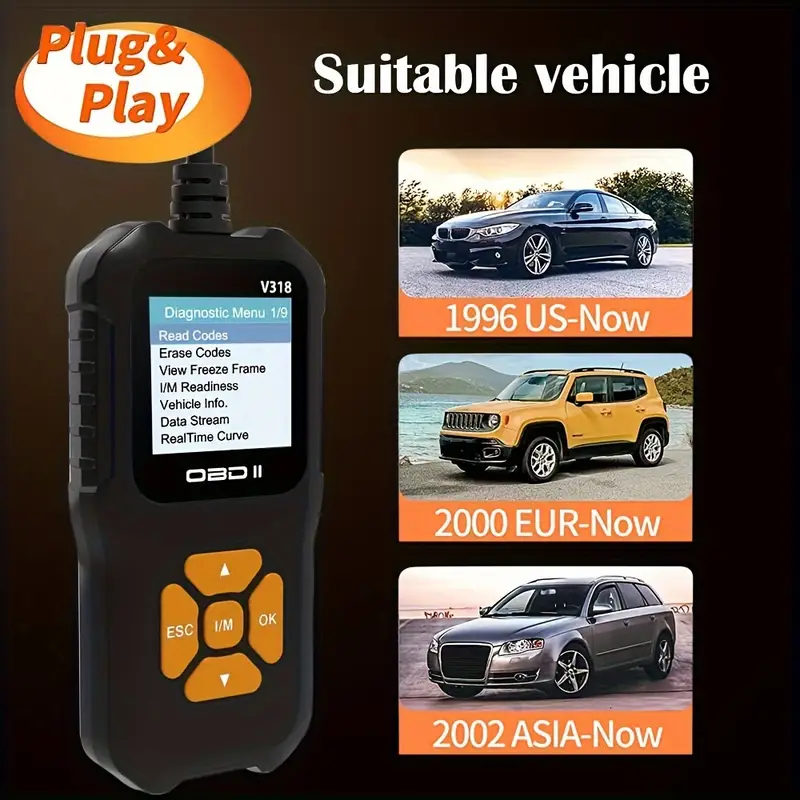 Plug&
Play
Suitable vehicle
V318
Diagnostic Menu 1/9
Read Codes
Erase Codes
View Freeze Frame
I/M Readiness
Vehicle Info.
Data Stream
RealTime Curve
OBD II
▲
ESC
I/M
OK
▼
1996 US-Now
2000 EUR-Now
2002 ASIA-Now